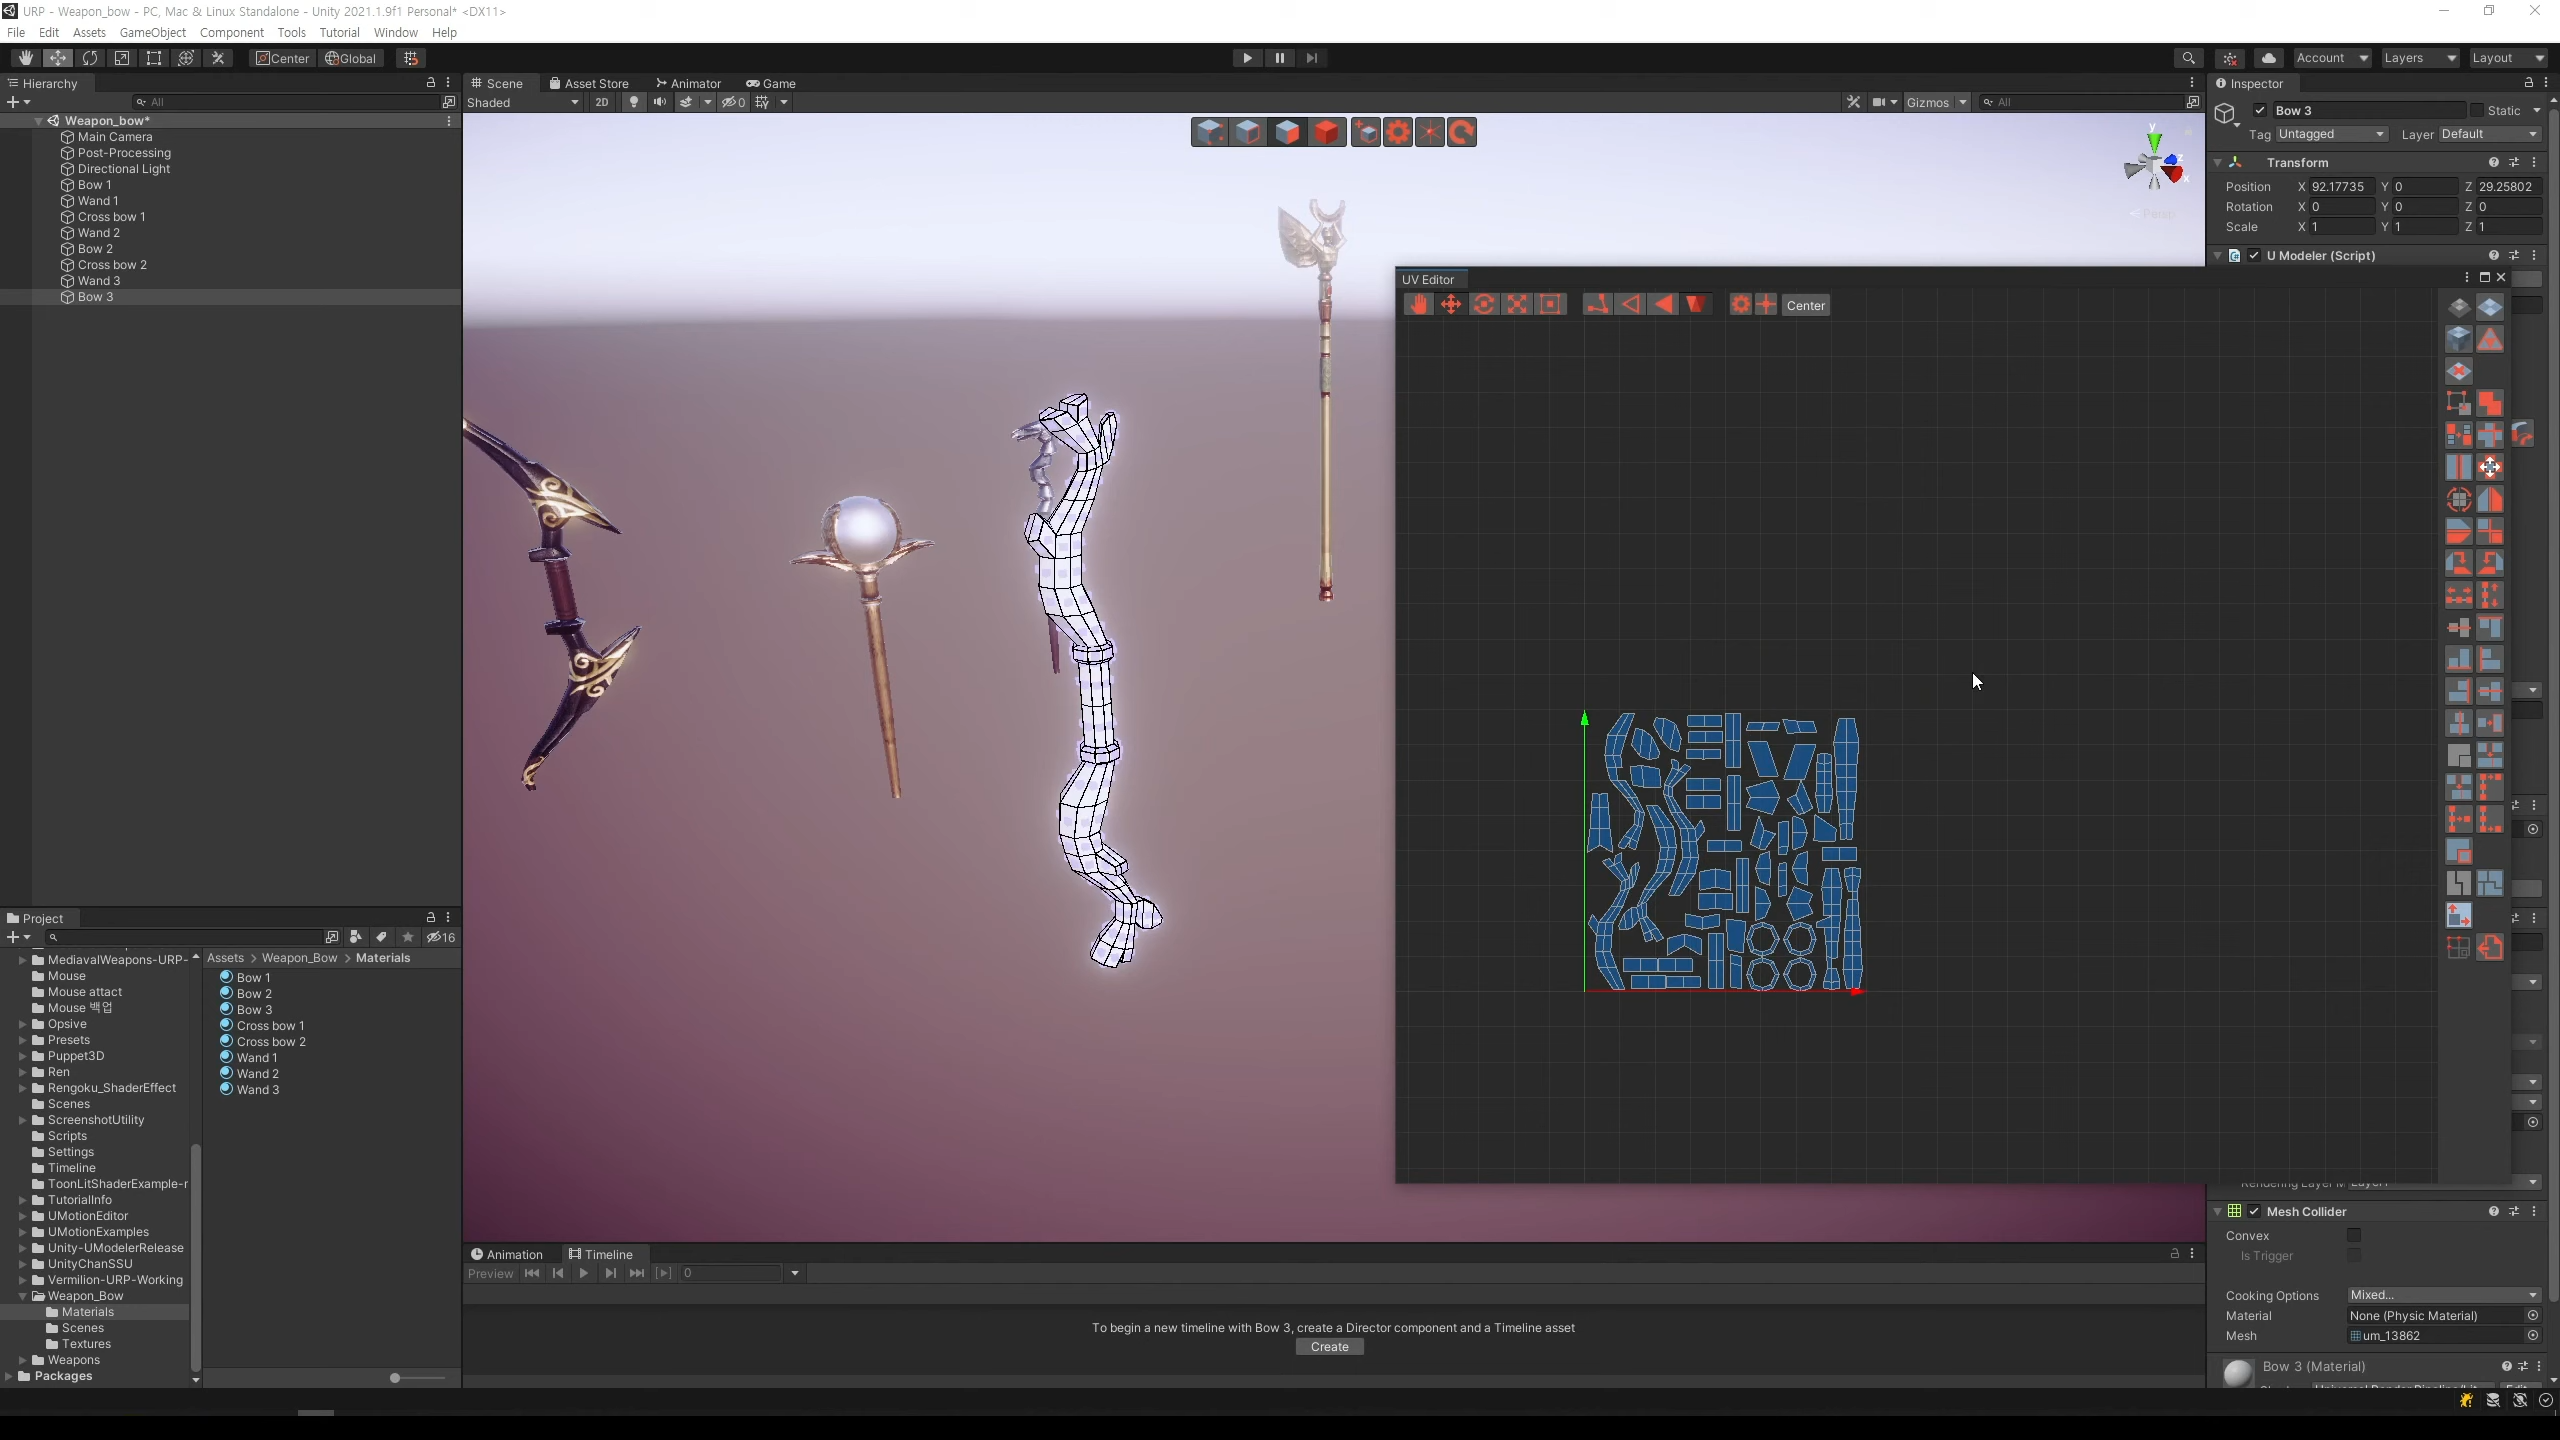 URP - Weapon_bow - PC, Mac & Linux Standalone - Unity 2021.1.9f1 Personal* <DX11>
File Edit Assets GameObject Component Tools Tutorial Window Help
Center Global
Account Layers Layout
Hierarchy
All
Weapon_bow*
Main Camera
Post-Processing
Directional Light
Bow 1
Wand 1
Cross bow 1
Wand 2
Bow 2
Cross bow 2
Wand 3
Bow 3
Scene Asset Store Animator Game
Shaded 2D 0 Gizmos All
y
x
Persp
UV Editor
Center
Inspector
Bow 3 Static
Tag Untagged Layer Default
Transform
Position X 92.17735 Y 0 Z 29.25802
Rotation X 0 Y 0 Z 0
Scale X 1 Y 1 Z 1
U Modeler (Script)
Mesh Collider
Convex
Is Trigger
Cooking Options Mixed...
Material None (Physic Material)
Mesh um_13862
Bow 3 (Material)
Project
16
MediavalWeapons-URP-
Mouse
Mouse attact
Mouse 백업
Opsive
Presets
Puppet3D
Ren
Rengoku_ShaderEffect
Scenes
ScreenshotUtility
Scripts
Settings
Timeline
ToonLitShaderExample-r
TutorialInfo
UMotionEditor
UMotionExamples
Unity-UModelerRelease
UnityChanSSU
Vermilion-URP-Working
Weapon_Bow
Materials
Scenes
Textures
Weapons
Packages
Assets > Weapon_Bow > Materials
Bow 1
Bow 2
Bow 3
Cross bow 1
Cross bow 2
Wand 1
Wand 2
Wand 3
Animation Timeline
Preview 0
To begin a new timeline with Bow 3, create a Director component and a Timeline asset
Create